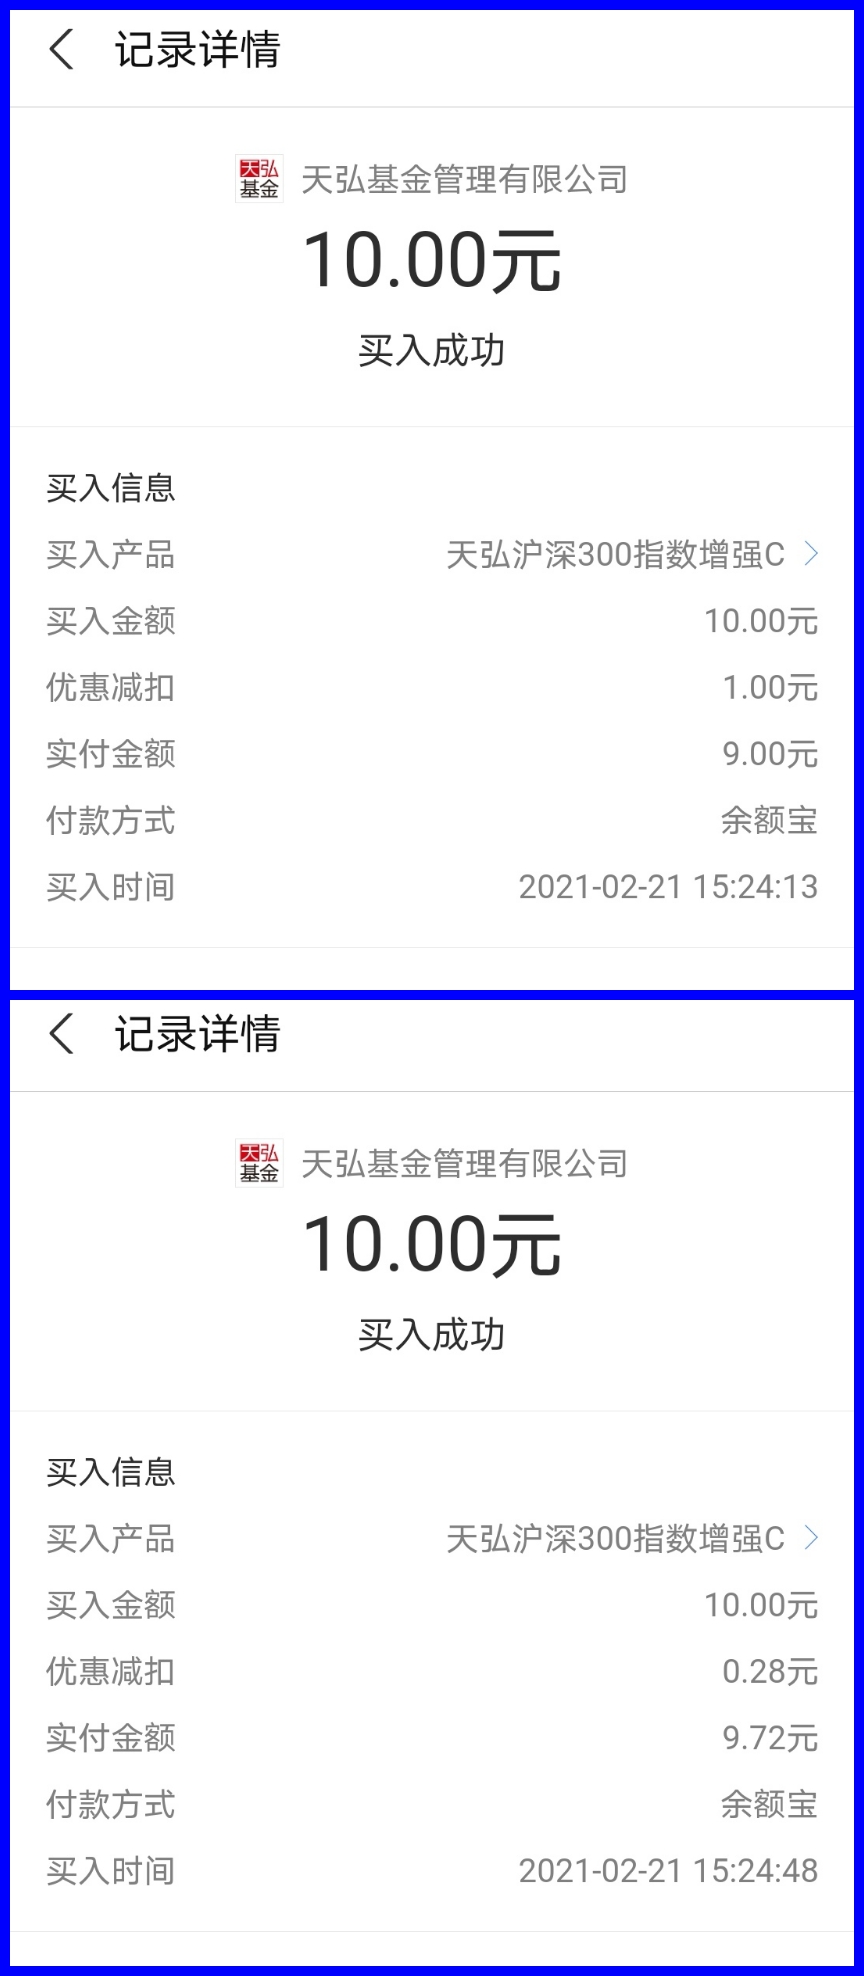 记录详情
天弘基金 天弘基金管理有限公司
10.00元
买入成功
买入信息
买入产品 天弘沪深300指数增强C
买入金额 10.00元
优惠减扣 1.00元
实付金额 9.00元
付款方式 余额宝
买入时间 2021-02-21 15:24:13
记录详情
天弘基金 天弘基金管理有限公司
10.00元
买入成功
买入信息
买入产品 天弘沪深300指数增强C
买入金额 10.00元
优惠减扣 0.28元
实付金额 9.72元
付款方式 余额宝
买入时间 2021-02-21 15:24:48